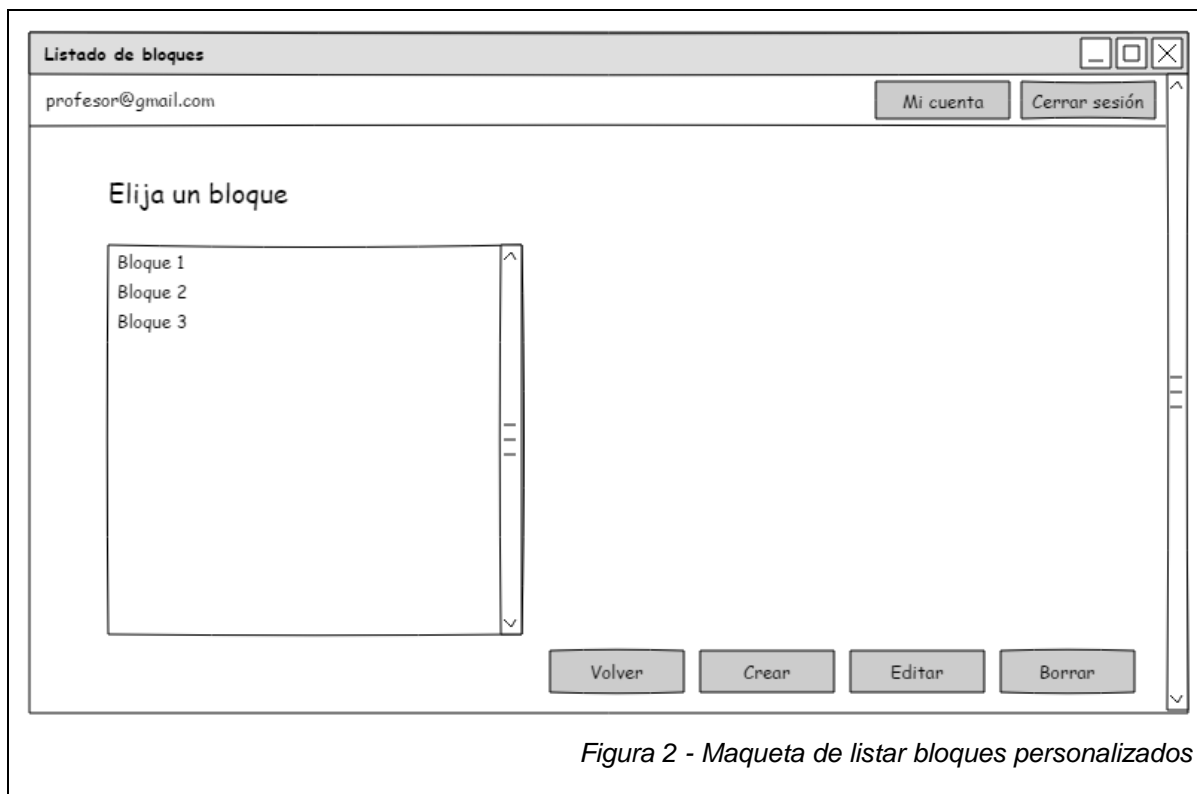 Listado de bloques
profesor@gmail.com
Mi cuenta
Cerrar sesión
Elija un bloque
Bloque 1
Bloque 2
Bloque 3
Volver
Crear
Editar
Borrar
Figura 2 - Maqueta de listar bloques personalizados